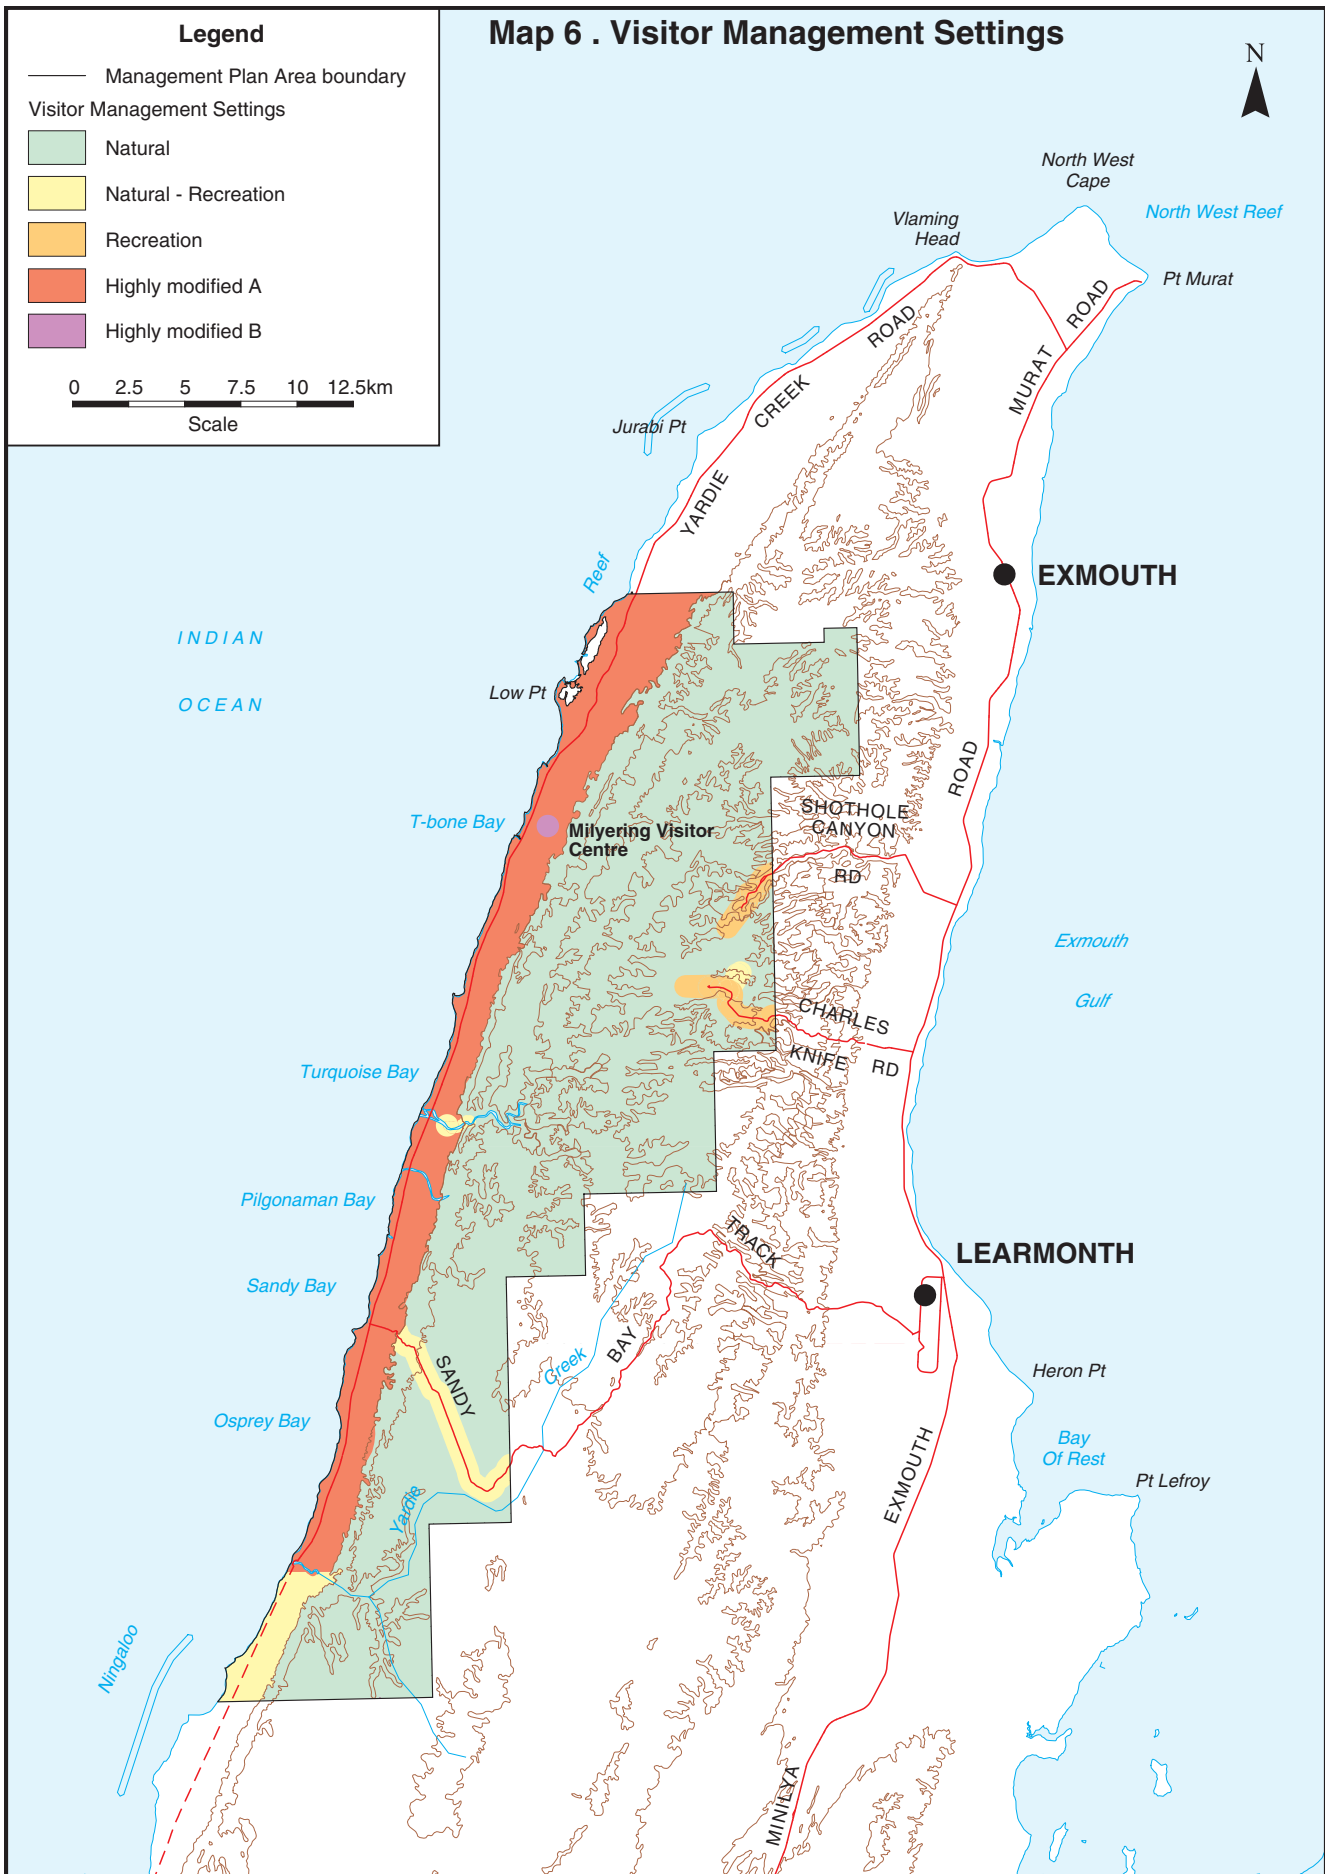 Legend
Management Plan Area boundary
Visitor Management Settings
Natural
Natural - Recreation
Recreation
Highly modified A
Highly modified B
0 2.5 5 7.5 10 12.5km
Scale
Map 6 . Visitor Management Settings
N
North West
Cape
North West Reef
Vlaming
Head
Pt Murat
ROAD
MURAT
ROAD
CREEK
YARDIE
Jurabi Pt
Reef
EXMOUTH
INDIAN
OCEAN
Low Pt
ROAD
T-bone Bay
Milyering Visitor
Centre
SHOTHOLE
CANYON
RD
Exmouth
Gulf
CHARLES
KNIFE RD
Turquoise Bay
Pilgonaman Bay
Sandy Bay
TRACK
LEARMONTH
BAY
Creek
SANDY
Heron Pt
Osprey Bay
Bay
Of Rest
Pt Lefroy
EXMOUTH
Yardie
Ningaloo
MINILYA